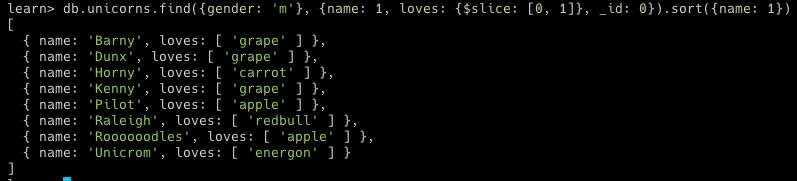 learn> db.unicorns.find({gender: 'm'}, {name: 1, loves: {$slice: [0, 1]}, _id: 0}).sort({name: 1})
[
  { name: 'Barny', loves: [ 'grape' ] },
  { name: 'Dunx', loves: [ 'grape' ] },
  { name: 'Horny', loves: [ 'carrot' ] },
  { name: 'Kenny', loves: [ 'grape' ] },
  { name: 'Pilot', loves: [ 'apple' ] },
  { name: 'Raleigh', loves: [ 'redbull' ] },
  { name: 'Roooooodles', loves: [ 'apple' ] },
  { name: 'Unicrom', loves: [ 'energon' ] }
]